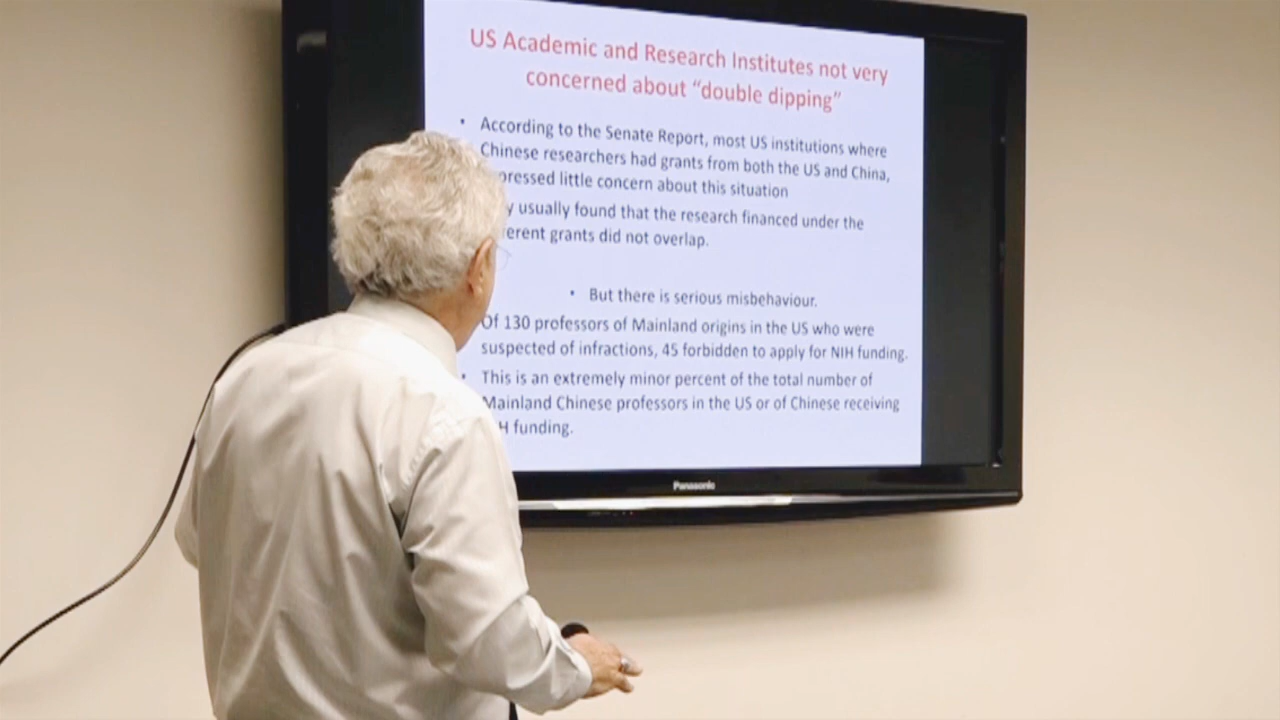 US Academic and Research Institutes not very
concerned about “double dipping”
• According to the Senate Report, most US institutions where
Chinese researchers had grants from both the US and China,
pressed little concern about this situation
y usually found that the research financed under the
erent grants did not overlap.
• But there is serious misbehaviour.
Of 130 professors of Mainland origins in the US who were
suspected of infractions, 45 forbidden to apply for NIH funding.
• This is an extremely minor percent of the total number of
Mainland Chinese professors in the US or of Chinese receiving
H funding.
Panasonic